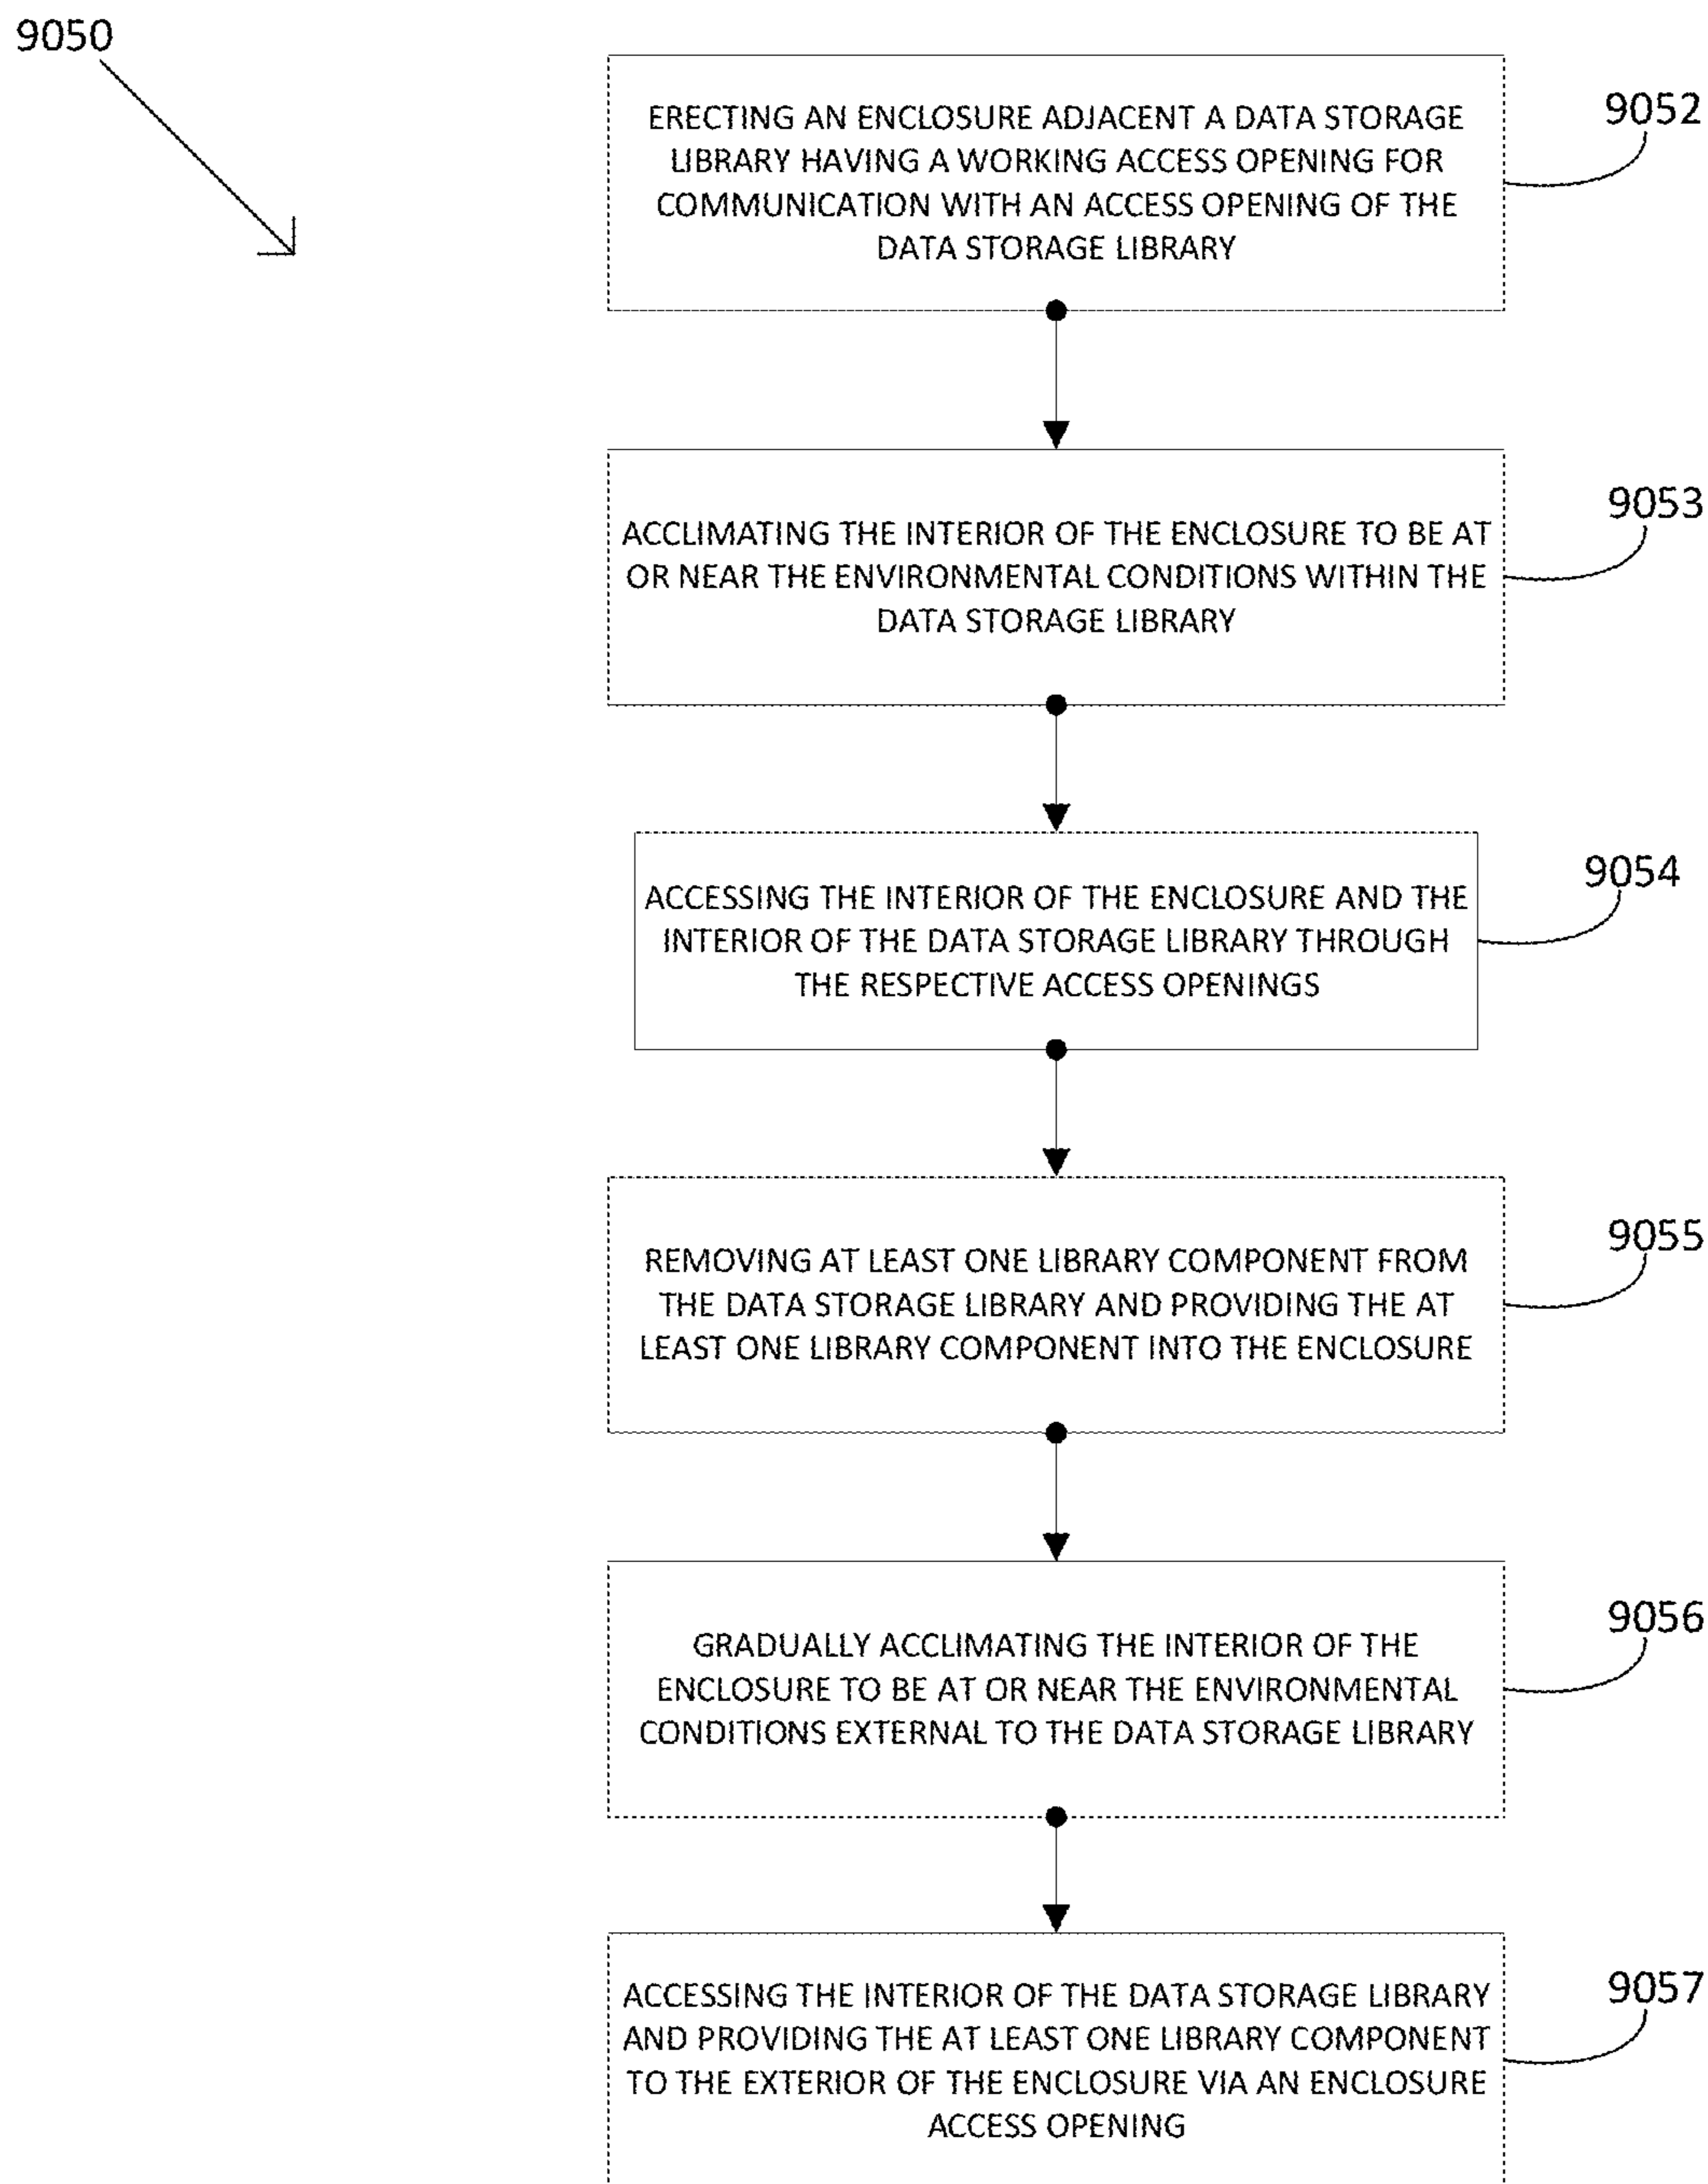 9050
ERECTING AN ENCLOSURE ADJACENT A DATA STORAGE
LIBRARY HAVING A WORKING ACCESS OPENING FOR
COMMUNICATION WITH AN ACCESS OPENING OF THE
DATA STORAGE LIBRARY
9052
ACCLIMATING THE INTERIOR OF THE ENCLOSURE TO BE AT
OR NEAR THE ENVIRONMENTAL CONDITIONS WITHIN THE
DATA STORAGE LIBRARY
9053
ACCESSING THE INTERIOR OF THE ENCLOSURE AND THE
INTERIOR OF THE DATA STORAGE LIBRARY THROUGH
THE RESPECTIVE ACCESS OPENINGS
9054
REMOVING AT LEAST ONE LIBRARY COMPONENT FROM
THE DATA STORAGE LIBRARY AND PROVIDING THE AT
LEAST ONE LIBRARY COMPONENT INTO THE ENCLOSURE
9055
GRADUALLY ACCLIMATING THE INTERIOR OF THE
ENCLOSURE TO BE AT OR NEAR THE ENVIRONMENTAL
CONDITIONS EXTERNAL TO THE DATA STORAGE LIBRARY
9056
ACCESSING THE INTERIOR OF THE DATA STORAGE LIBRARY
AND PROVIDING THE AT LEAST ONE LIBRARY COMPONENT
TO THE EXTERIOR OF THE ENCLOSURE VIA AN ENCLOSURE
ACCESS OPENING
9057